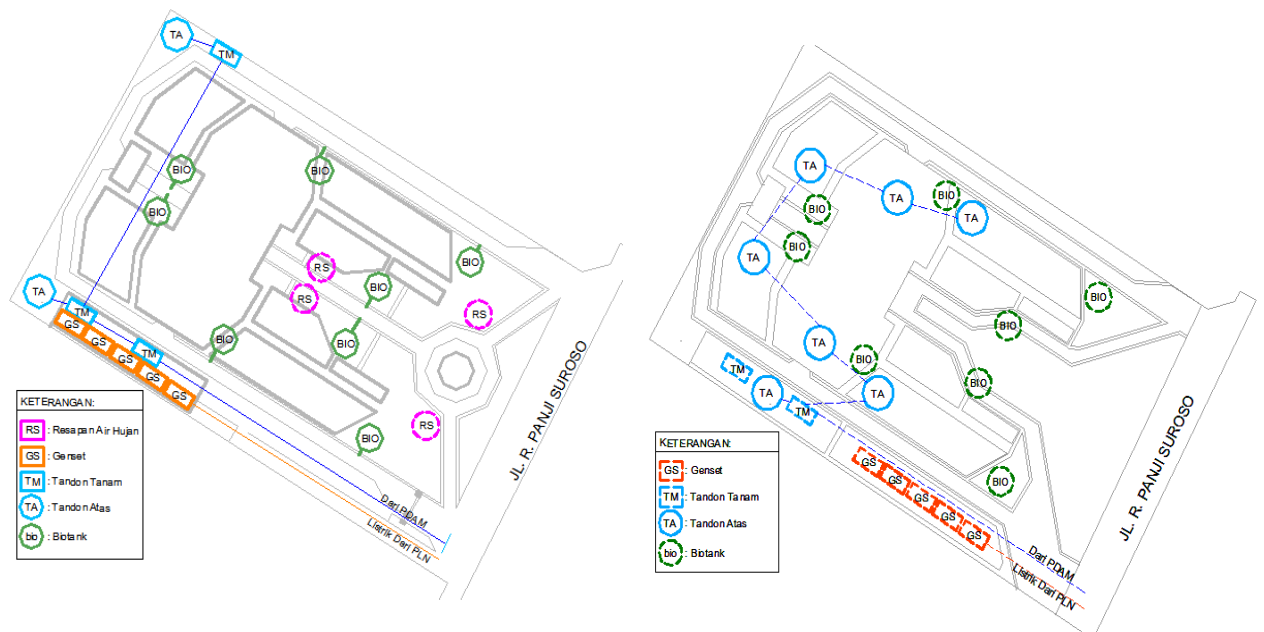 TA
TM
BIO
BIO
BIO
BIO
RS
BIO
RS
RS
TA
TM
GS
GS
TM
GS
GS
GS
BIO
BIO
RS
BIO
JL. R. PANJI SUROSO
Dari PDAM
Listrik Dari PLN
KETERANGAN:
RS : Resapan Air Hujan
GS : Genset
TM : Tandon Tanam
TA : Tandon Atas
bio : Biotank
TA
TA
BIO
TA
BIO
BIO
TA
BIO
BIO
TA
BIO
TM
TA
TM
TA
BIO
BIO
GS
GS
GS
GS
GS
JL. R. PANJI SUROSO
Dari PDAM
Listrik Dari PLN
KETERANGAN:
GS : Genset
TM : Tandon Tanam
TA : Tandon Atas
bio : Biotank